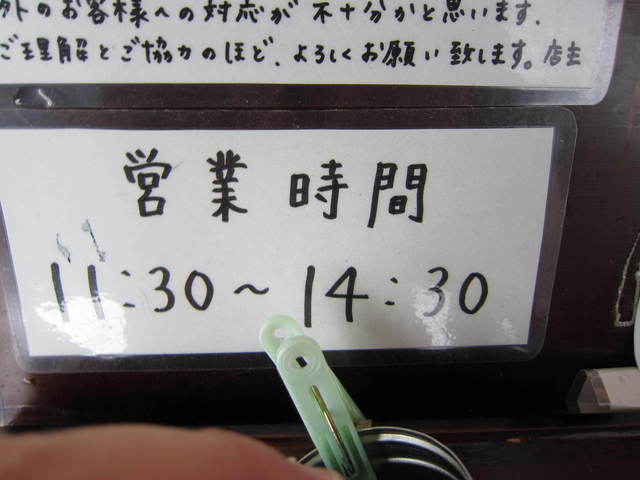 外のお客様への対応が不十分かと思います.
ご理解とご協力のほど、よろしくお願い致します。店主
営業時間
11:30~14:30